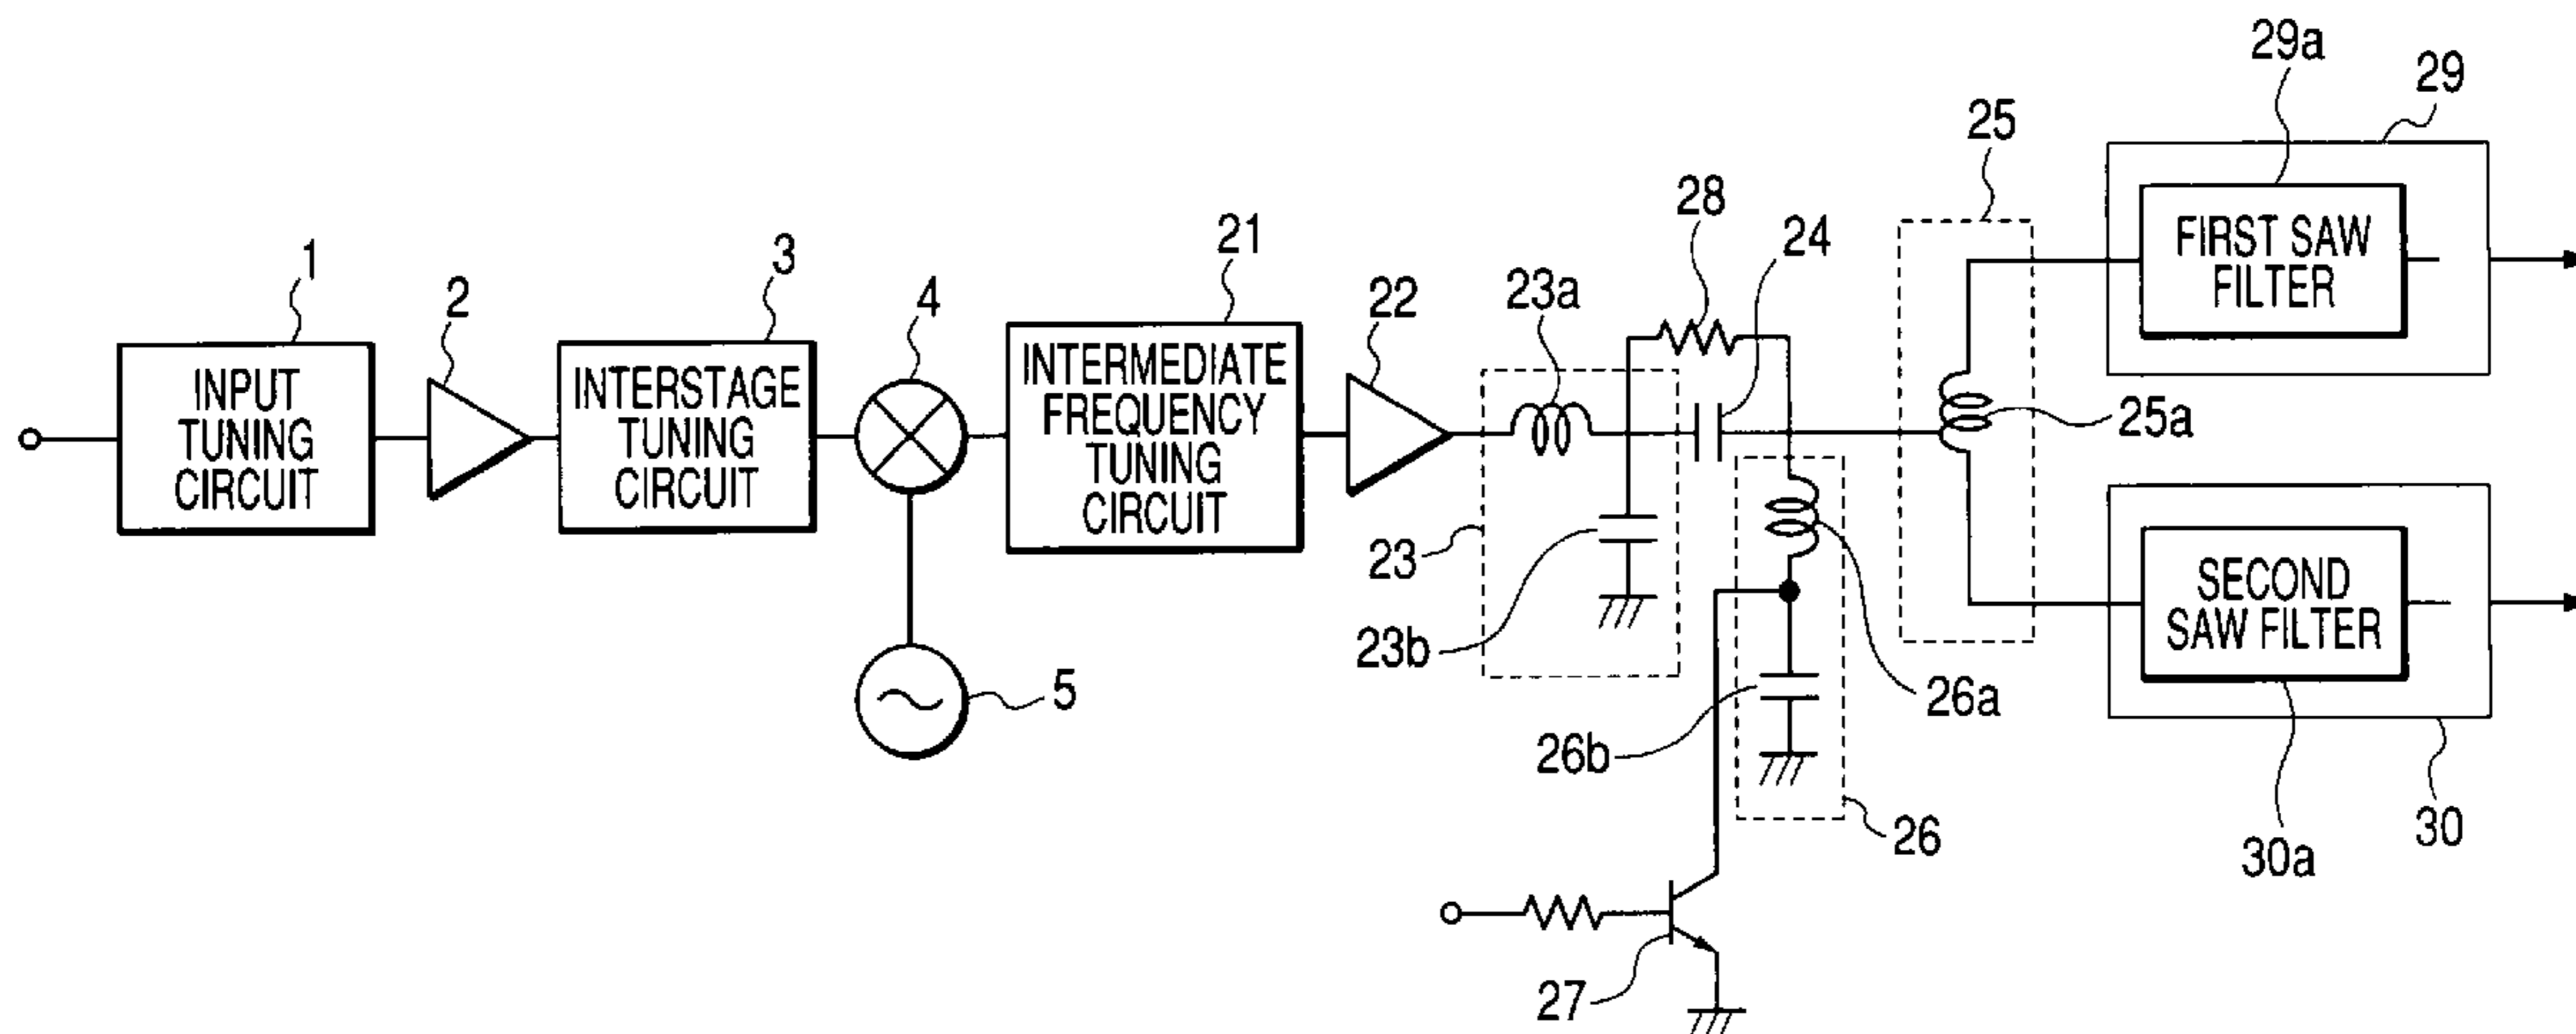 1
INPUT
TUNING
CIRCUIT
2
3
INTERSTAGE
TUNING
CIRCUIT
4
5
21
INTERMEDIATE
FREQUENCY
TUNING
CIRCUIT
22
23
23a
23b
28
24
25
25a
26
26a
26b
27
29a
29
FIRST SAW
FILTER
SECOND
SAW FILTER
30
30a